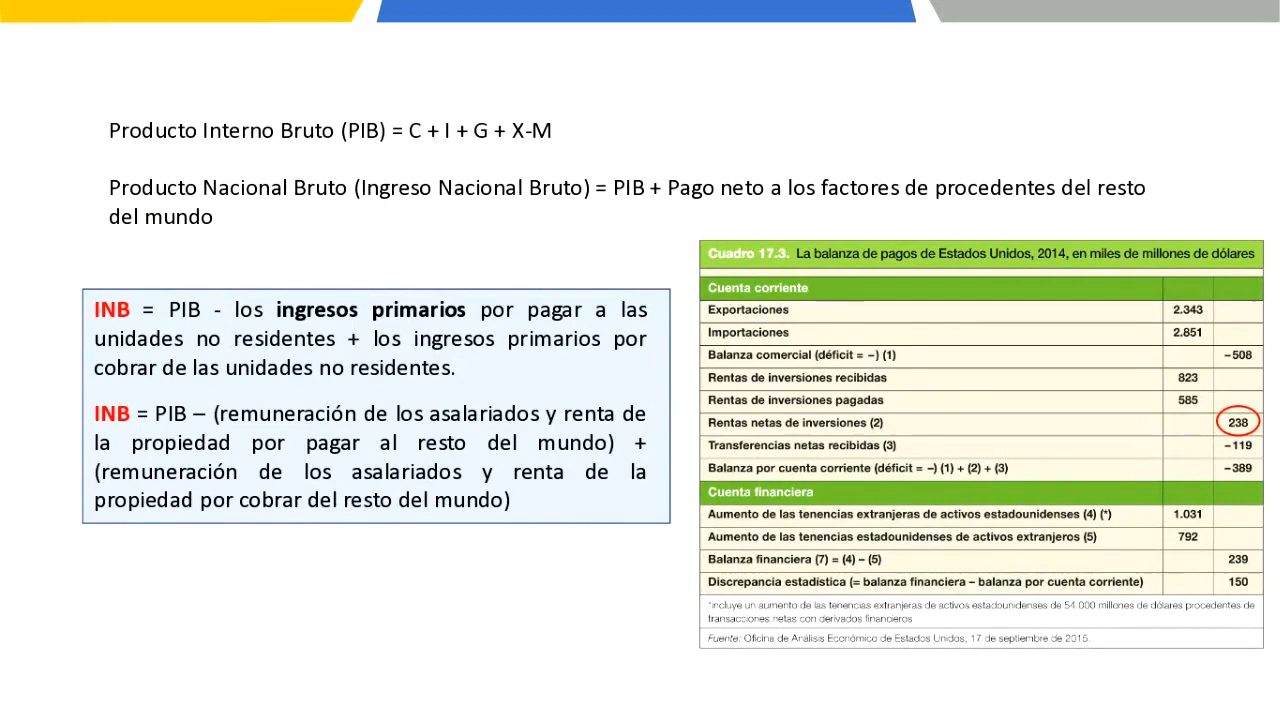 Producto Interno Bruto (PIB) = C + I + G + X-M
Producto Nacional Bruto (Ingreso Nacional Bruto) = PIB + Pago neto a los factores de procedentes del resto
del mundo
INB = PIB - los ingresos primarios por pagar a las
unidades no residentes + los ingresos primarios por
cobrar de las unidades no residentes.
INB = PIB – (remuneración de los asalariados y renta de
la propiedad por pagar al resto del mundo) +
(remuneración de los asalariados y renta de la
propiedad por cobrar del resto del mundo)
Cuadro 17.3. La balanza de pagos de Estados Unidos, 2014, en miles de millones de dólares
Cuenta corriente
Exportaciones 2.343
Importaciones 2.851
Balanza comercial (déficit = −) (1) −508
Rentas de inversiones recibidas 823
Rentas de inversiones pagadas 585
Rentas netas de inversiones (2) 238
Transferencias netas recibidas (3) −119
Balanza por cuenta corriente (déficit = −) (1) + (2) + (3) −389
Cuenta financiera
Aumento de las tenencias extranjeras de activos estadounidenses (4) (*) 1.031
Aumento de las tenencias estadounidenses de activos extranjeros (5) 792
Balanza financiera (7) = (4) – (5) 239
Discrepancia estadística (= balanza financiera – balanza por cuenta corriente) 150
*Incluye un aumento de las tenencias extranjeras de activos estadounidenses de 54.000 millones de dólares procedentes de
transacciones netas con derivados financieros
Fuente: Oficina de Análisis Económico de Estados Unidos, 17 de septiembre de 2015.